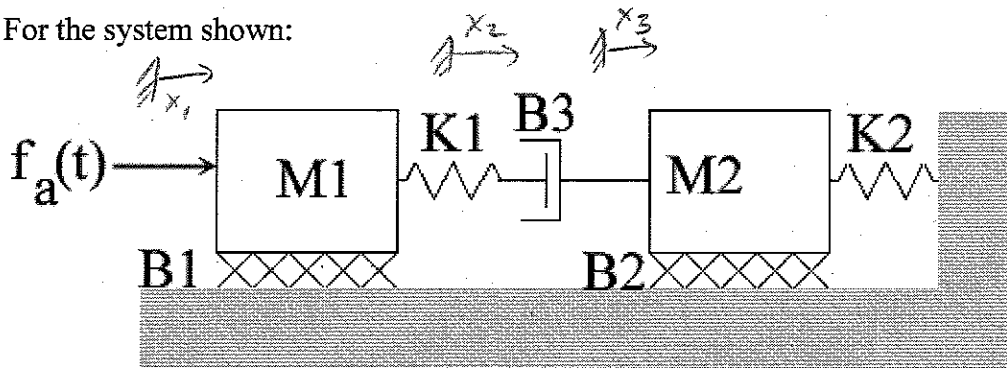 For the system shown:
x₁ x₂ x₃
fₐ(t) M1 K1 B3 M2 K2
B1 B2